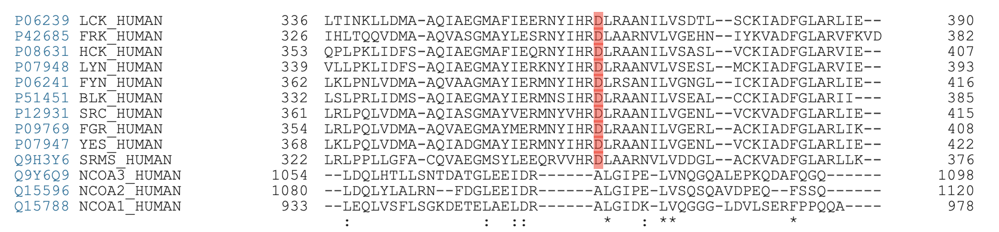 P06239 LCK_HUMAN 336 LTINKLLDMA-AQIAEGMAFIEERNYIHRDLRAANILVSDTL--SCKIADFGLARLIE-- 390
P42685 FRK_HUMAN 326 IHLTQQVDMA-AQVASGMAYLESRNYIHRDLAARNVLVGEHN--IYKVADFGLARVFKVD 382
P08631 HCK_HUMAN 353 QPLPKLIDFS-AQIAEGMAFIEQRNYIHRDLRAANILVSASL--VCKIADFGLARVIE-- 407
P07948 LYN_HUMAN 339 VLLPKLIDFS-AQIAEGMAYIERKNYIHRDLRAANVLVSESL--MCKIADFGLARVIE-- 393
P06241 FYN_HUMAN 362 LKLPNLVDMA-AQVAAGMAYIERMNYIHRDLRSANILVGNGL--ICKIADFGLARLIE-- 416
P51451 BLK_HUMAN 332 LSLPRLIDMS-AQIAEGMAYIERMNSIHRDLRAANILVSEAL--CCKIADFGLARII--- 385
P12931 SRC_HUMAN 361 LRLPQLVDMA-AQIASGMAYVERMNYVHRDLRAANILVGENL--VCKVADFGLARLIE-- 415
P09769 FGR_HUMAN 354 LRLPQLVDMA-AQVAEGMAYMERMNYIHRDLRAANILVGERL--ACKIADFGLARLIK-- 408
P07947 YES_HUMAN 368 LKLPQLVDMA-AQIADGMAYIERMNYIHRDLRAANILVGENL--VCKIADFGLARLIE-- 422
Q9H3Y6 SRMS_HUMAN 322 LRLPPLLGFA-CQVAEGMSYLEEQRVVHRDLAARNVLVDDGL--ACKVADFGLARLLK-- 376
Q9Y6Q9 NCOA3_HUMAN 1054 --LDQLHTLLSNTDATGLEEIDR------ALGIPE-LVNQGQALEPKQDAFQGQ------ 1098
Q15596 NCOA2_HUMAN 1080 --LDQLYLALRN--FDGLEEIDR------ALGIPE-LVSQSQAVDPEQ--FSSQ------ 1120
Q15788 NCOA1_HUMAN 933 --LEQLVSFLSGKDETELAELDR------ALGIDK-LVQGGG-LDVLSERFPPQQA---- 978
: : :: * : ** *